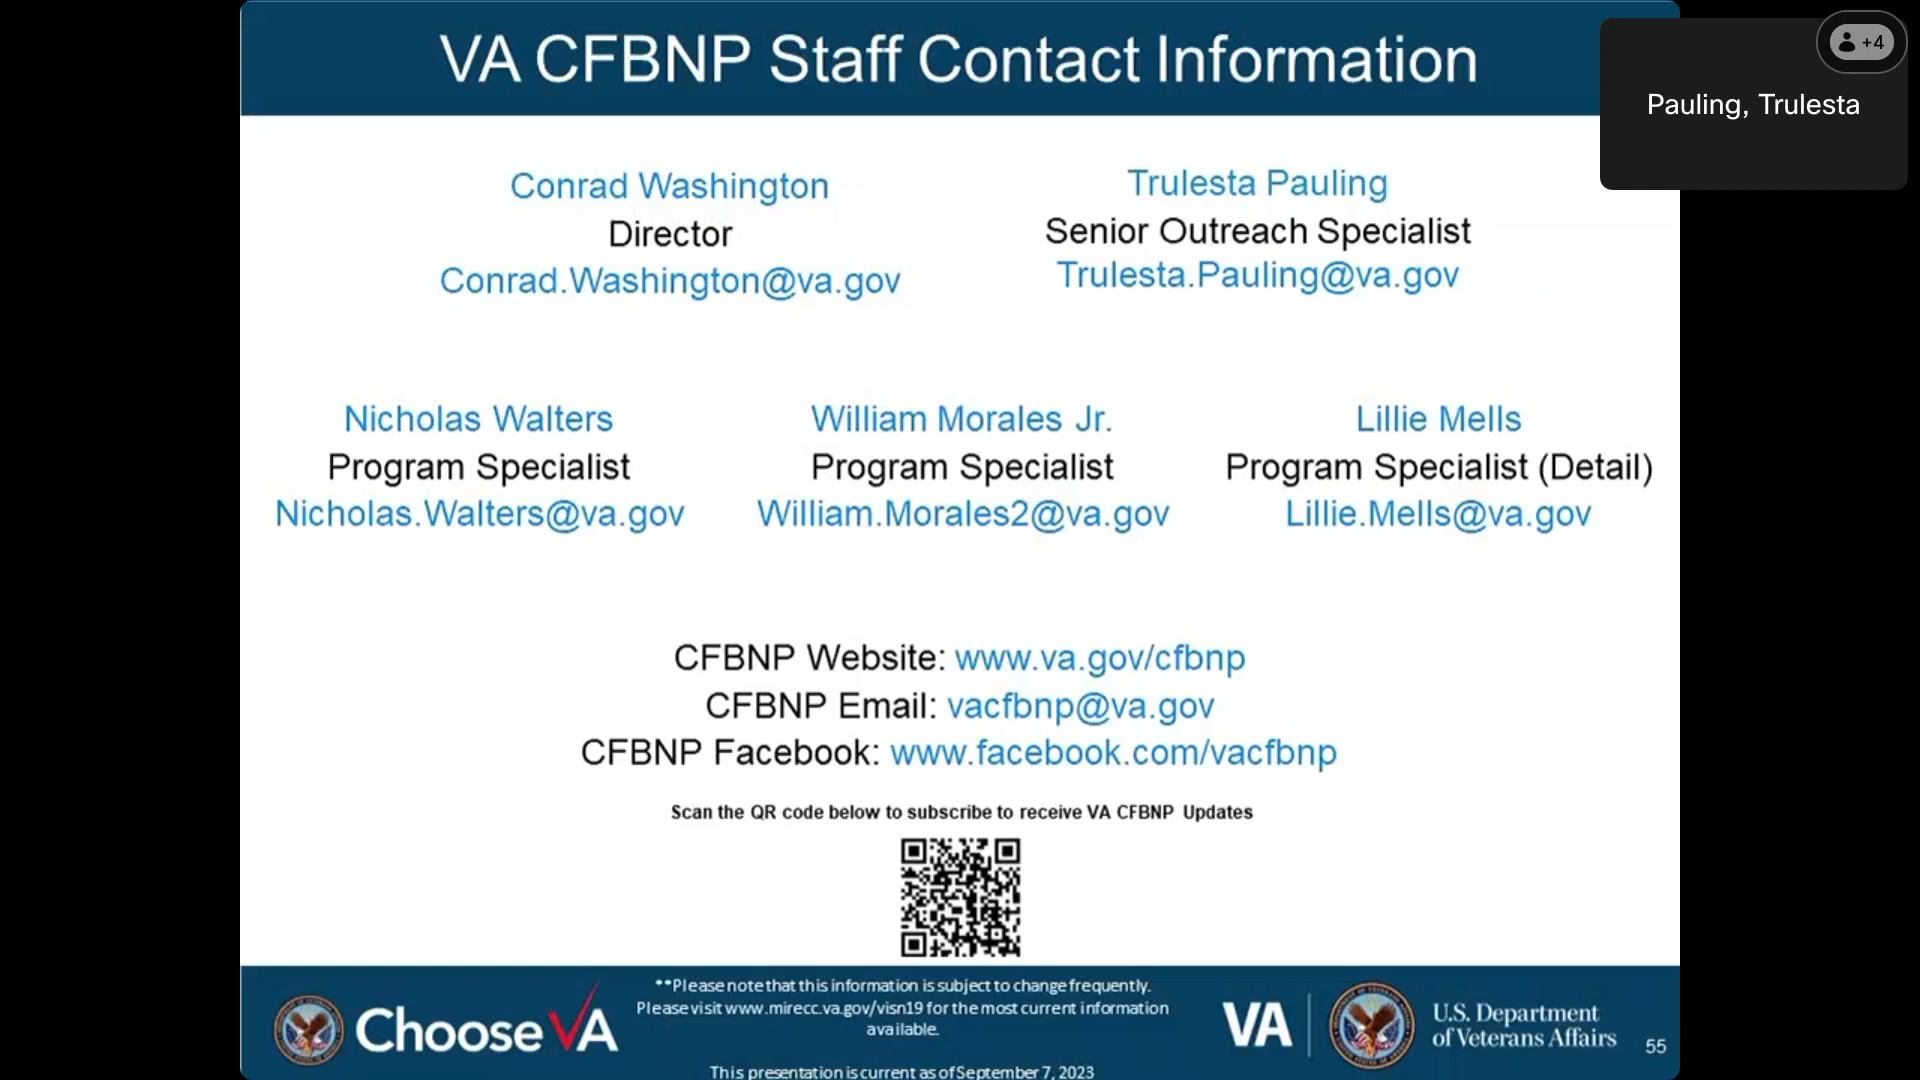 VA CFBNP Staff Contact Information
+4
Pauling, Trulesta
Conrad Washington
Director
Conrad.Washington@va.gov
Trulesta Pauling
Senior Outreach Specialist
Trulesta.Pauling@va.gov
Nicholas Walters
Program Specialist
Nicholas.Walters@va.gov
William Morales Jr.
Program Specialist
William.Morales2@va.gov
Lillie Mells
Program Specialist (Detail)
Lillie.Mells@va.gov
CFBNP Website: www.va.gov/cfbnp
CFBNP Email: vacfbnp@va.gov
CFBNP Facebook: www.facebook.com/vacfbnp
Scan the QR code below to subscribe to receive VA CFBNP Updates
Choose VA
**Please note that this information is subject to change frequently.
Please visit www.mirecc.va.gov/visn19 for the most current information
available.
This presentation is current as of September 7, 2023
VA
U.S. Department
of Veterans Affairs
55